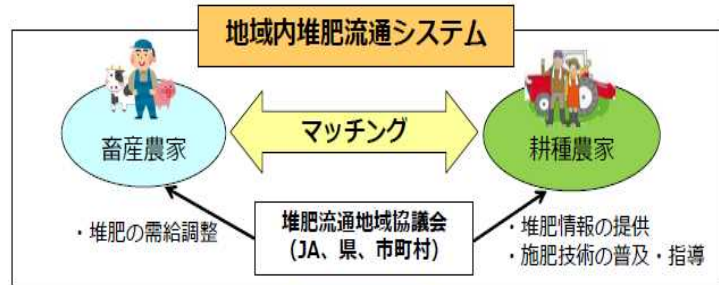 地域内堆肥流通システム
畜産農家
マッチング
耕種農家
・堆肥の需給調整
堆肥流通地域協議会
(JA、県、市町村)
・堆肥情報の提供
・施肥技術の普及・指導